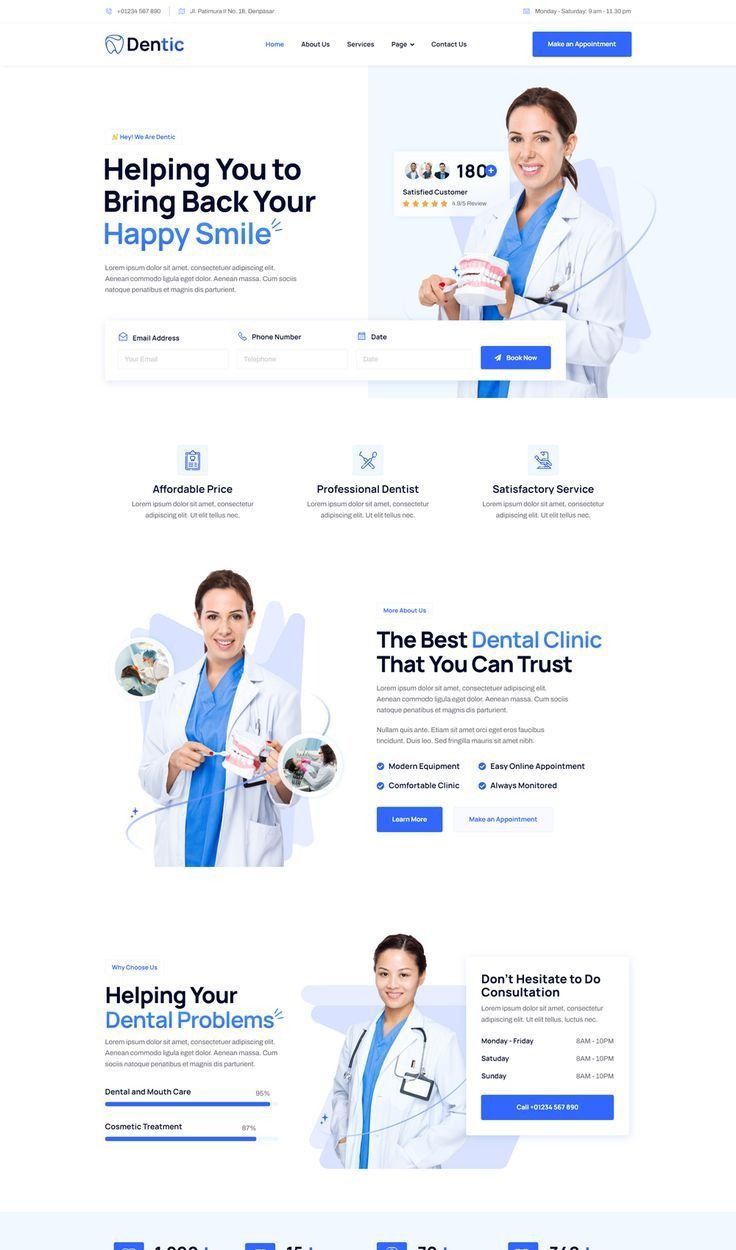 +01234 567 890
Jl. Patimura II No. 18, Denpasar
Monday - Saturday: 9 am - 11.30 pm
Dentic
Home
About Us
Services
Page
Contact Us
Make an Appointment
Hey! We Are Dentic
Helping You to
Bring Back Your
Happy Smile
Lorem ipsum dolor sit amet, consectetuer adipiscing elit.
Aenean commodo ligula eget dolor. Aenean massa. Cum sociis
natoque penatibus et magnis dis parturient.
180+
Satisfied Customer
4.9/5 Review
Email Address
Phone Number
Date
Your Email
Telephone
Date
Book Now
Affordable Price
Lorem ipsum dolor sit amet, consectetur
adipiscing elit. Ut elit tellus nec.
Professional Dentist
Lorem ipsum dolor sit amet, consectetur
adipiscing elit. Ut elit tellus nec.
Satisfactory Service
Lorem ipsum dolor sit amet, consectetur
adipiscing elit. Ut elit tellus nec.
More About Us
The Best Dental Clinic
That You Can Trust
Lorem ipsum dolor sit amet, consectetuer adipiscing elit.
Aenean commodo ligula eget dolor. Aenean massa. Cum sociis
natoque penatibus et magnis dis parturient.
Nullam quis ante. Etiam sit amet orci eget eros faucibus
tincidunt. Duis leo. Sed fringilla mauris sit amet nibh.
Modern Equipment
Easy Online Appointment
Comfortable Clinic
Always Monitored
Learn More
Make an Appointment
Why Choose Us
Helping Your
Dental Problems
Lorem ipsum dolor sit amet, consectetuer adipiscing elit.
Aenean commodo ligula eget dolor. Aenean massa. Cum
sociis natoque penatibus et magnis dis parturient.
Dental and Mouth Care
95%
Cosmetic Treatment
87%
Don't Hesitate to Do
Consultation
Lorem ipsum dolor sit amet, consectetur
adipiscing elit. Ut elit tellus, luctus nec.
Monday - Friday 8AM - 10PM
Satuday 8AM - 10PM
Sunday 8AM - 10PM
Call +01234 567 890